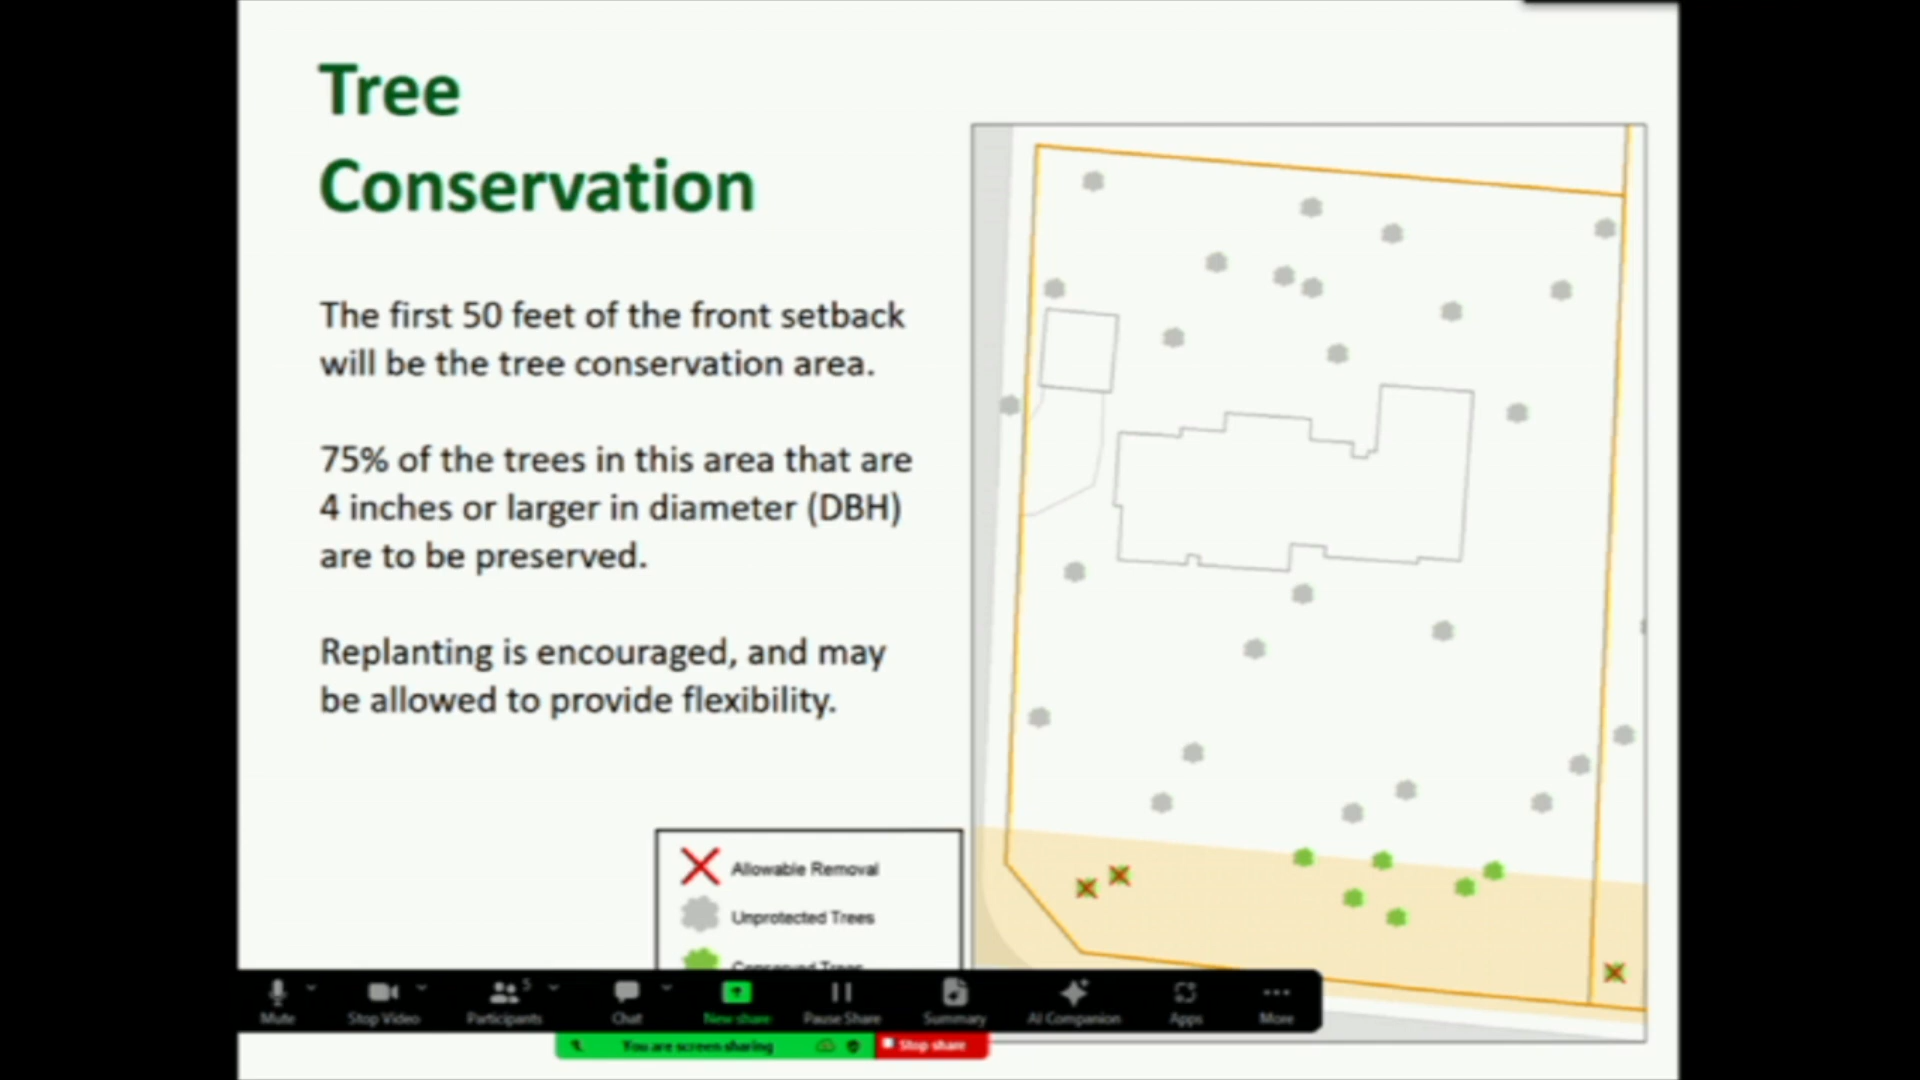 Tree
Conservation
The first 50 feet of the front setback
will be the tree conservation area.
75% of the trees in this area that are
4 inches or larger in diameter (DBH)
are to be preserved.
Replanting is encouraged, and may
be allowed to provide flexibility.
Allowable Removal
Unprotected Trees
Conserved Trees
Mute
Stop Video
5
Participants
Chat
New share
Pause Share
Summary
AI Companion
Apps
More
You are screen sharing
Stop share